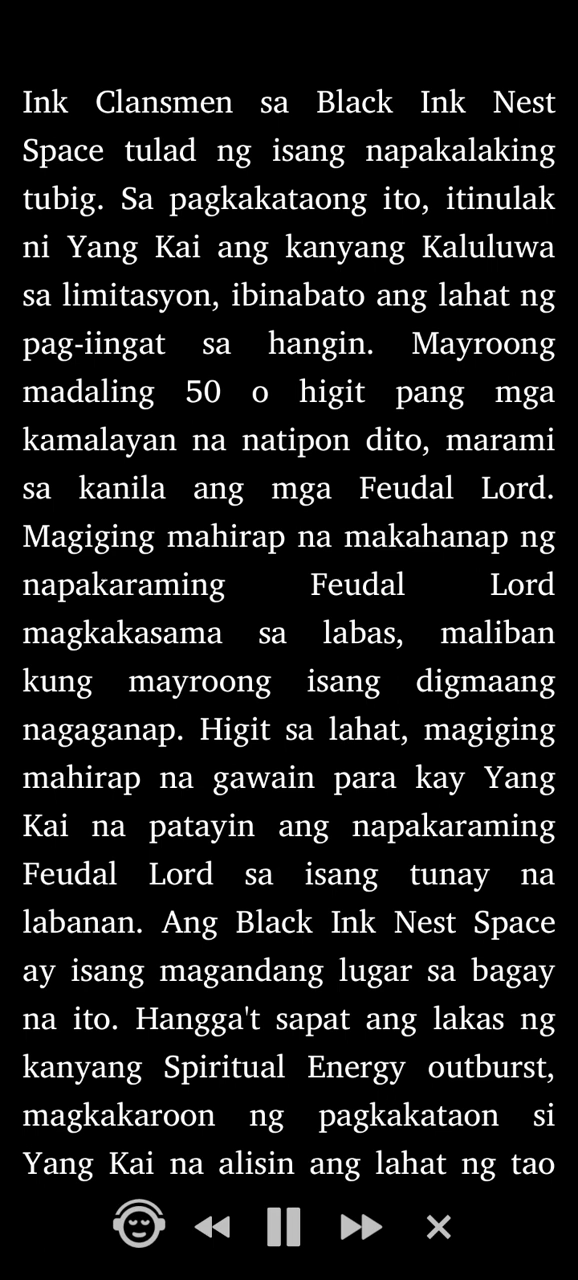 Ink Clansmen sa Black Ink Nest
Space tulad ng isang napakalaking
tubig. Sa pagkakataong ito, itinulak
ni Yang Kai ang kanyang Kaluluwa
sa limitasyon, ibinabato ang lahat ng
pag-iingat sa hangin. Mayroong
madaling 50 o higit pang mga
kamalayan na natipon dito, marami
sa kanila ang mga Feudal Lord.
Magiging mahirap na makahanap ng
napakaraming Feudal Lord
magkakasama sa labas, maliban
kung mayroong isang digmaang
nagaganap. Higit sa lahat, magiging
mahirap na gawain para kay Yang
Kai na patayin ang napakaraming
Feudal Lord sa isang tunay na
labanan. Ang Black Ink Nest Space
ay isang magandang lugar sa bagay
na ito. Hangga't sapat ang lakas ng
kanyang Spiritual Energy outburst,
magkakaroon ng pagkakataon si
Yang Kai na alisin ang lahat ng tao